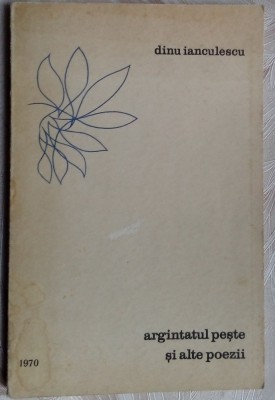 dinu ianculescu
argintatul pește
și alte poezii
1970